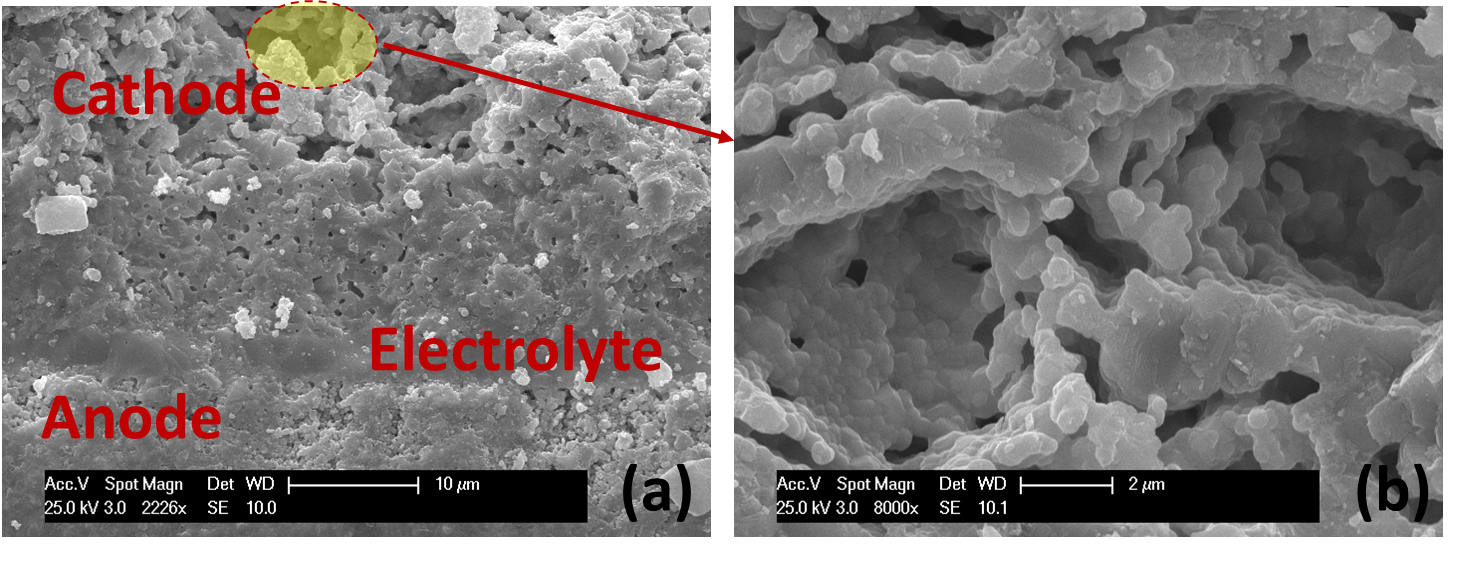 Cathode
Electrolyte
Anode
Acc.V Spot Magn Det WD 10 µm
25.0 kV 3.0 2226x SE 10.0
(a)
Acc.V Spot Magn Det WD 2 µm
25.0 kV 3.0 8000x SE 10.1
(b)